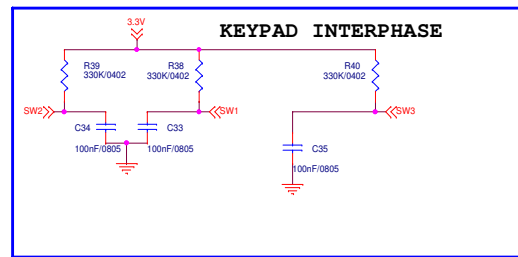 3.3V
KEYPAD INTERPHASE
R39
330K/0402
R38
330K/0402
R40
330K/0402
SW2
SW1
SW3
C34
C33
100nF/0805
100nF/0805
C35
100nF/0805